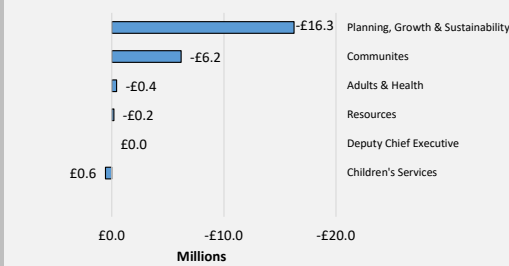 -£16.3 Planning, Growth & Sustainability
-£6.2 Communites
-£0.4 Adults & Health
-£0.2 Resources
£0.0 Deputy Chief Executive
£0.6 Children's Services
£0.0 -£10.0 -£20.0
Millions